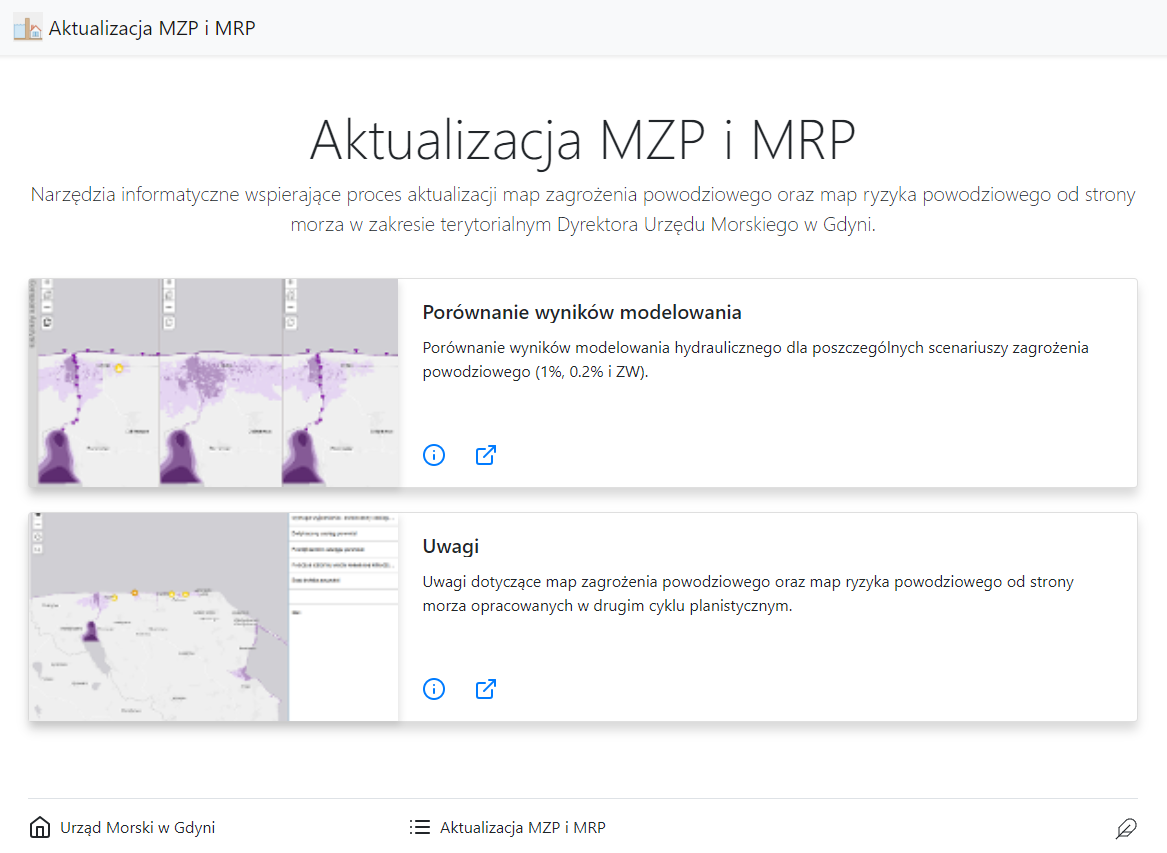 Aktualizacja MZP i MRP
Aktualizacja MZP i MRP
Narzędzia informatyczne wspierające proces aktualizacji map zagrożenia powodziowego oraz map ryzyka powodziowego od strony
morza w zakresie terytorialnym Dyrektora Urzędu Morskiego w Gdyni.
Porównanie wyników modelowania
Porównanie wyników modelowania hydraulicznego dla poszczególnych scenariuszy zagrożenia
powodziowego (1%, 0.2% i ZW).
Uwagi
Uwagi dotyczące map zagrożenia powodziowego oraz map ryzyka powodziowego od strony
morza opracowanych w drugim cyklu planistycznym.
Urząd Morski w Gdyni
Aktualizacja MZP i MRP